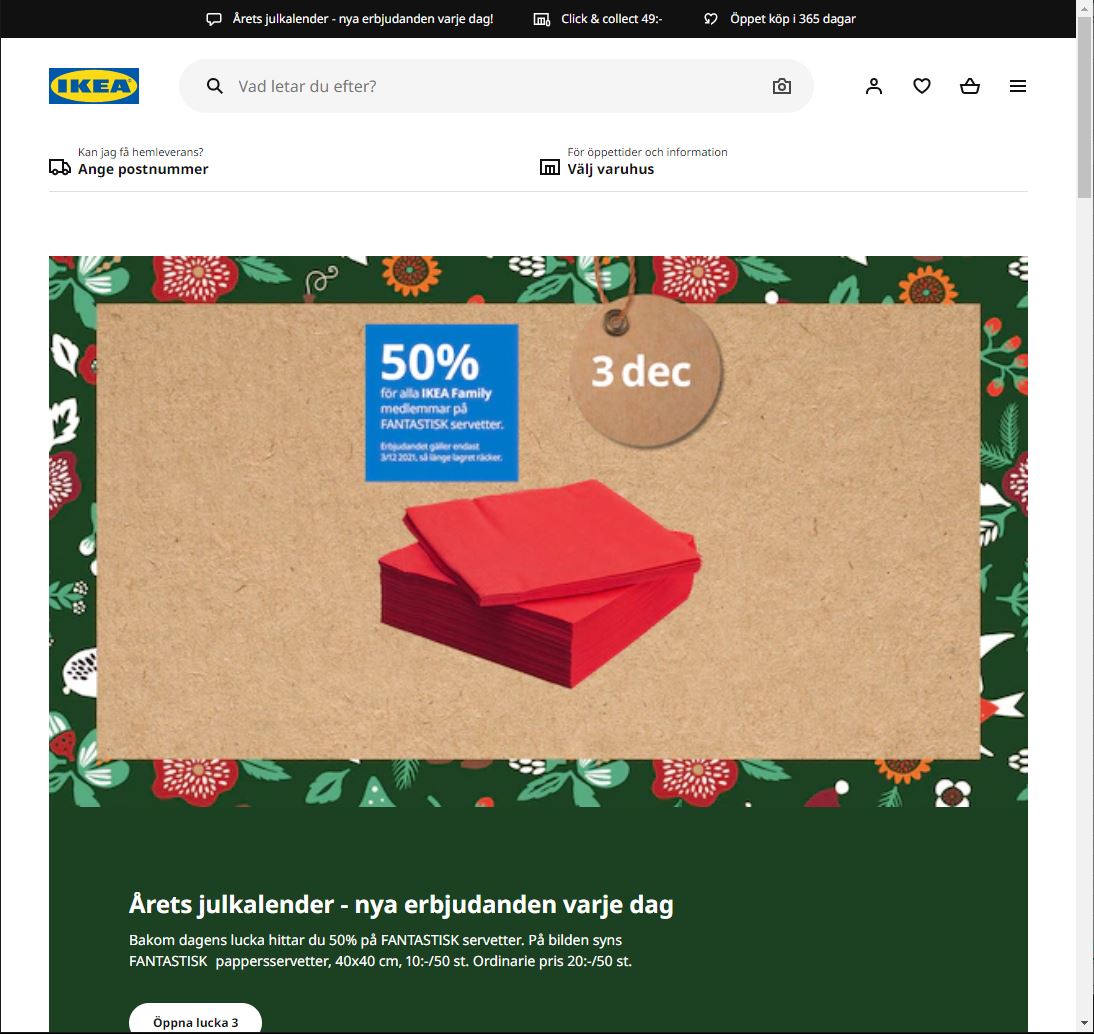 Årets julkalender - nya erbjudanden varje dag!
Click & collect 49:-
Öppet köp i 365 dagar
IKEA
Vad letar du efter?
Kan jag få hemleverans?
Ange postnummer
För öppettider och information
Välj varuhus
50%
för alla IKEA Family
medlemmar på
FANTASTISK servetter.
Erbjudandet gäller endast
3/12 2021, så länge lagret räcker.
3 dec
Årets julkalender - nya erbjudanden varje dag
Bakom dagens lucka hittar du 50% på FANTASTISK servetter. På bilden syns
FANTASTISK pappersservetter, 40x40 cm, 10:-/50 st. Ordinarie pris 20:-/50 st.
Öppna lucka 3